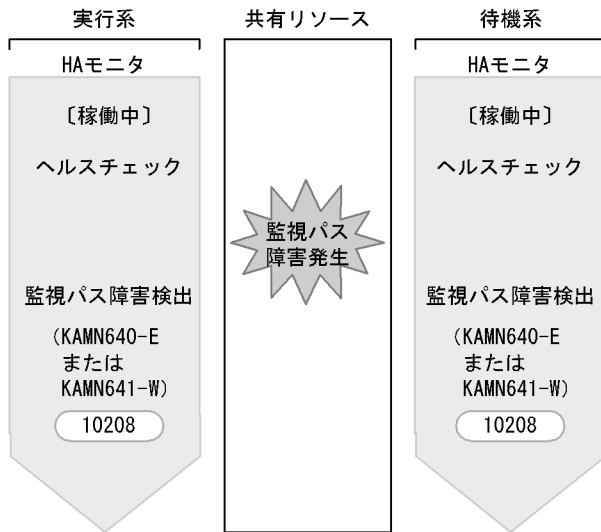 実行系
共有リソース
待機系
HAモニタ
〔稼働中〕
ヘルスチェック
監視パス障害検出
(KAMN640-E
または
KAMN641-W)
10208
監視パス
障害発生
HAモニタ
〔稼働中〕
ヘルスチェック
監視パス障害検出
(KAMN640-E
または
KAMN641-W)
10208